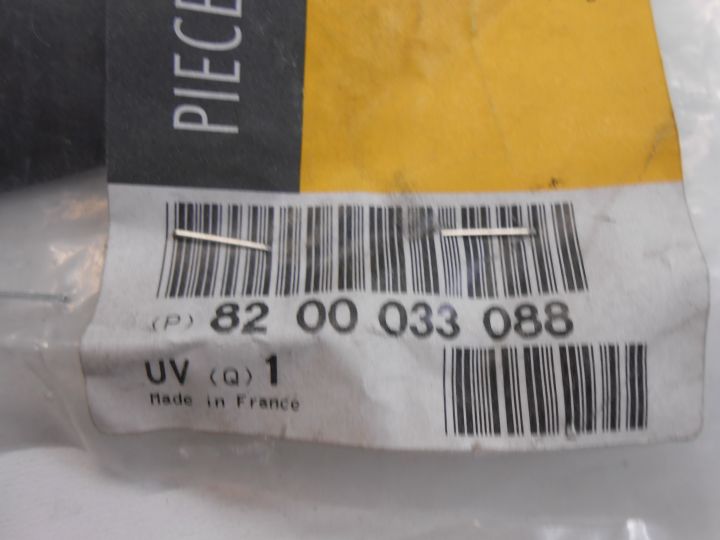 PIECE
(P) 82 00 033 088
UV (Q) 1
Made in France